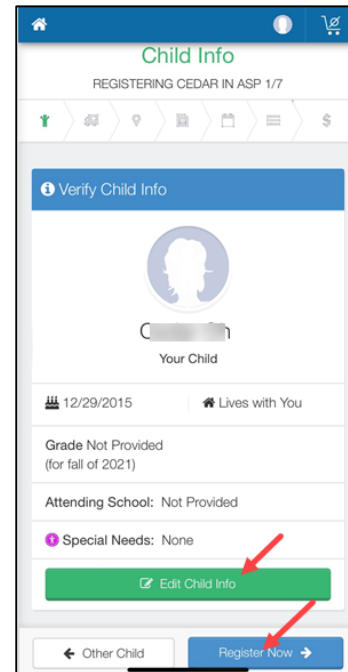 Child Info
REGISTERING CEDAR IN ASP 1/7
Verify Child Info
Your Child
12/29/2015 Lives with You
Grade Not Provided
(for fall of 2021)
Attending School: Not Provided
Special Needs: None
Edit Child Info
Other Child Register Now